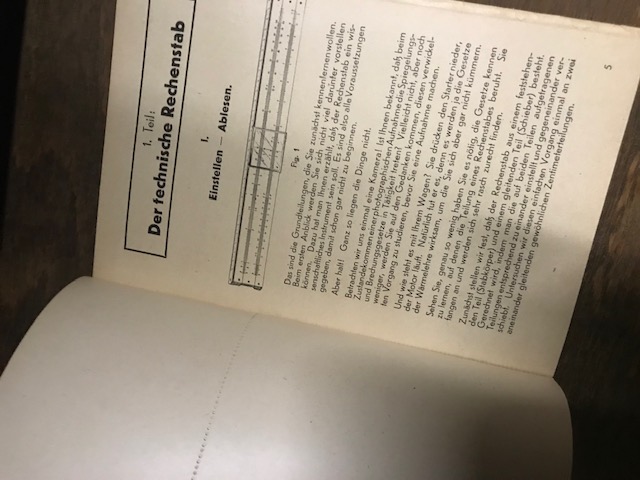 1. Teil:
Der technische Rechenstab
I.
Einstellen — Ablesen.
Fig. 1
Das sind die Grundteilungen, die Sie zunächst kennenlernen wollen.
Beim ersten Anblick werden Sie sich nicht viel darunter vorstellen
können. Dazu hat man Ihnen erzählt, daß der Rechenstab ein wis-
senschaftliches Instrument sein soll. Es sind also alle Voraussetzungen
gegeben, damit schon gar nicht zu beginnen.
Aber halt! Ganz so liegen die Dinge nicht.
Betrachten wir uns einmal eine Kamera! Ist Ihnen bekannt, daß beim
Zustandekommen einer photographischen Aufnahme die Spiegelungs-
und Brechungsgesetze in Tätigkeit treten? Vielleicht nicht, aber noch
weniger, werden Sie auf den Gedanken kommen, diesen verwickel-
ten Vorgang zu studieren, bevor Sie eine Aufnahme machen.
Und wie steht es mit Ihrem Wagen? Sie drücken den Starter nieder,
der Motor läuft. Natürlich tut er es, denn es werden ja die Gesetze
der Wärmelehre wirksam, um die Sie sich aber gar nicht kümmern.
Sehen Sie, genau so wenig haben Sie es nötig, die Gesetze kennen
zu lernen, auf denen die Teilung eines Rechenstabes beruht. Sie
fangen an und werden sich sehr rasch zurecht finden.
Zunächst stellen wir fest, daß der Rechenstab aus einem feststehen-
den Teil (Stabkörper) und einem gleitenden Teil (Schieber) besteht.
Gerechnet wird, indem man die auf beiden Teilen aufgetragenen
Teilungen entsprechend zu einander einstellt und gegeneinander ver-
schiebt. Untersuchen wir diesen einfachen Vorgang einmal an zwei
aneinander gleitenden gewöhnlichen Zentimeterteilungen.
5